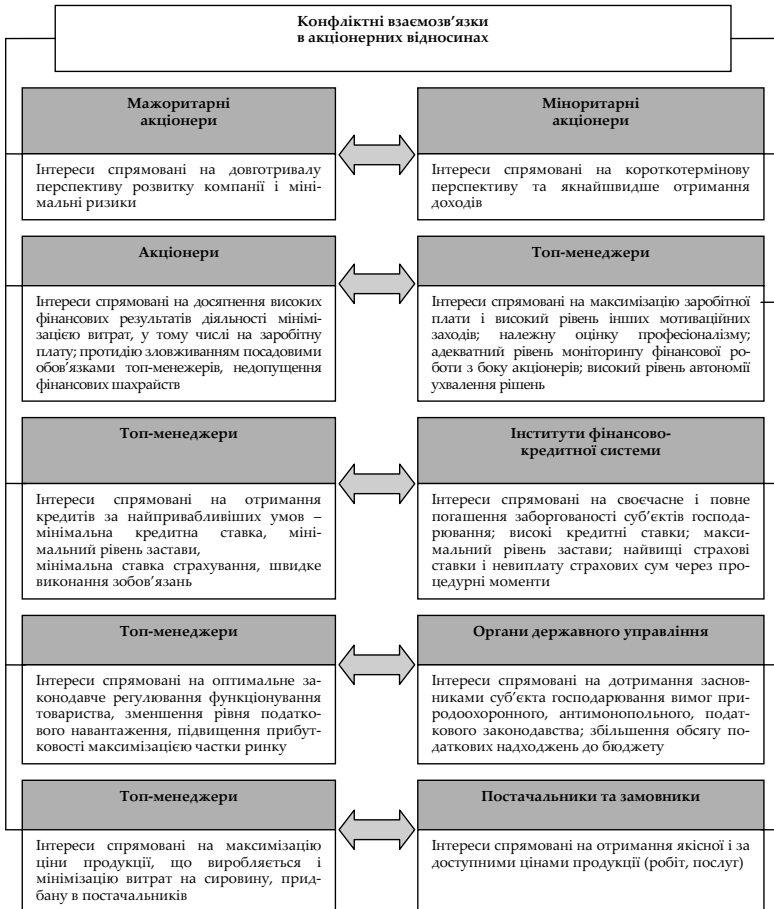 Конфліктні взаємозв’язки
в акціонерних відносинах
Мажоритарні
акціонери
Інтереси спрямовані на довготривалу
перспективу розвитку компанії і міні-
мальні ризики
Міноритарні
акціонери
Інтереси спрямовані на короткотермінову
перспективу та якнайшвидше отримання
доходів
Акціонери
Інтереси спрямовані на досягнення високих
фінансових результатів діяльності мінімі-
зацією витрат, у тому числі на заробітну
плату; протидію зловживанням посадовими
обов’язками топ-менежерів, недопущення
фінансових шахрайств
Топ-менеджери
Інтереси спрямовані на максимізацію заробітної
плати і високий рівень інших мотиваційних
заходів; належну оцінку професіоналізму;
адекватний рівень моніторингу фінансової ро-
боти з боку акціонерів; високий рівень автономії
ухвалення рішень
Топ-менеджери
Інтереси спрямовані на отримання
кредитів за найпривабливіших умов –
мінімальна кредитна ставка, міні-
мальний рівень застави,
мінімальна ставка страхування, швидке
виконання зобов’язань
Інститути фінансово-
кредитної системи
Інтереси спрямовані на своєчасне і повне
погашення заборгованості суб’єктів господа-
рювання; високі кредитні ставки; макси-
мальний рівень застави; найвищі страхові
ставки і невиплату страхових сум через про-
цедурні моменти
Топ-менеджери
Інтереси спрямовані на оптимальне за-
конодавче регулювання функціонування
товариства, зменшення рівня податко-
вого навантаження, підвищення прибут-
ковості максимізацією частки ринку
Органи державного управління
Інтереси спрямовані на дотримання заснов-
никами суб’єкта господарювання вимог при-
родоохоронного, антимонопольного, подат-
кового законодавства; збільшення обсягу по-
даткових надходжень до бюджету
Топ-менеджери
Інтереси спрямовані на максимізацію
ціни продукції, що виробляється і
мінімізацію витрат на сировину, прид-
бану в постачальників
Постачальники та замовники
Інтереси спрямовані на отримання якісної і за
доступними цінами продукції (робіт, послуг)